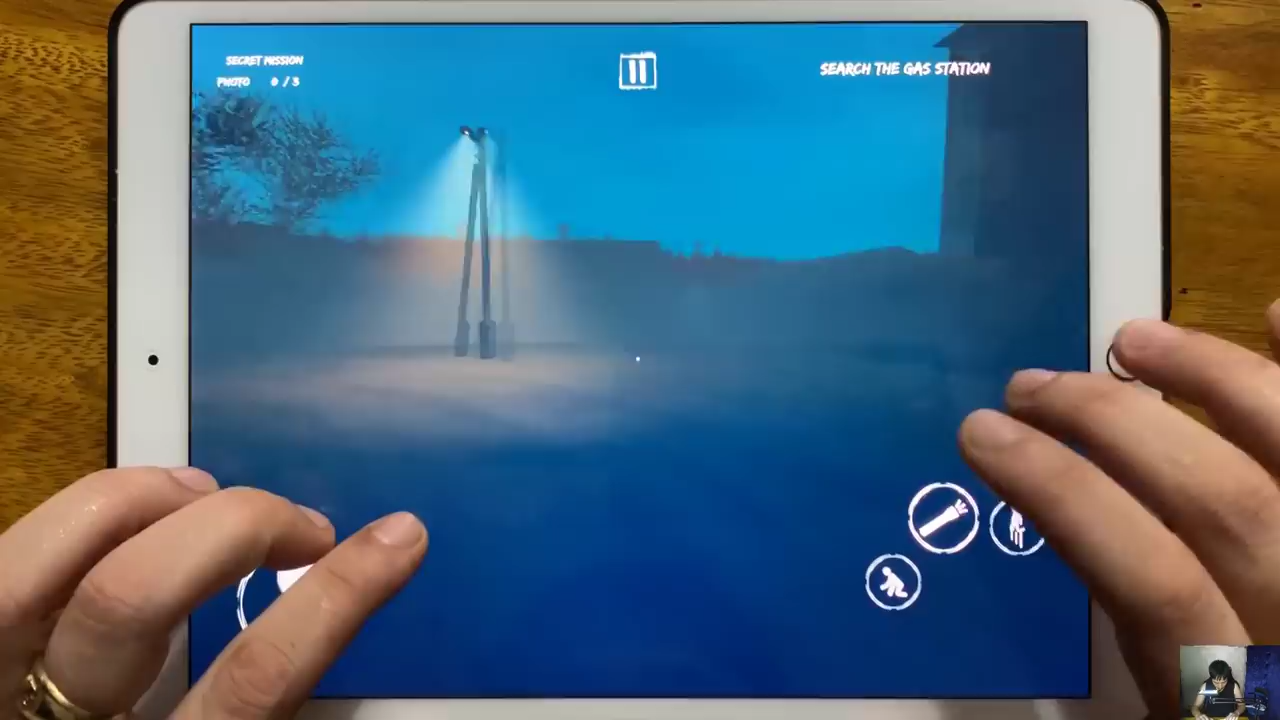 SECRET MISSION
PHOTO 0 / 3
SEARCH THE GAS STATION